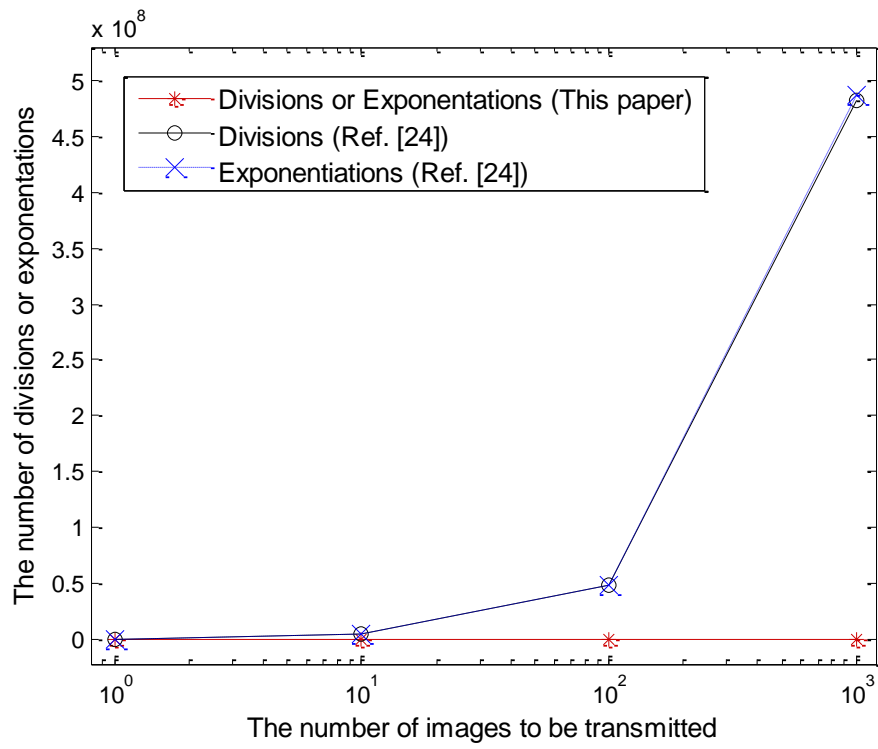 x 10^8
5
4.5
4
3.5
3
2.5
2
1.5
1
0.5
0
Divisions or Exponentations (This paper)
Divisions (Ref. [24])
Exponentiations (Ref. [24])
The number of divisions or exponentations
10^0 10^1 10^2 10^3
The number of images to be transmitted